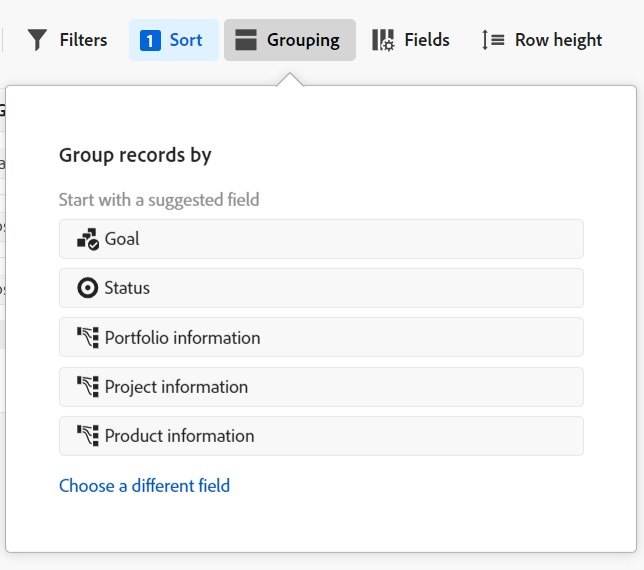 Filters 1 Sort Grouping Fields Row height
Group records by
Start with a suggested field
Goal
Status
Portfolio information
Project information
Product information
Choose a different field